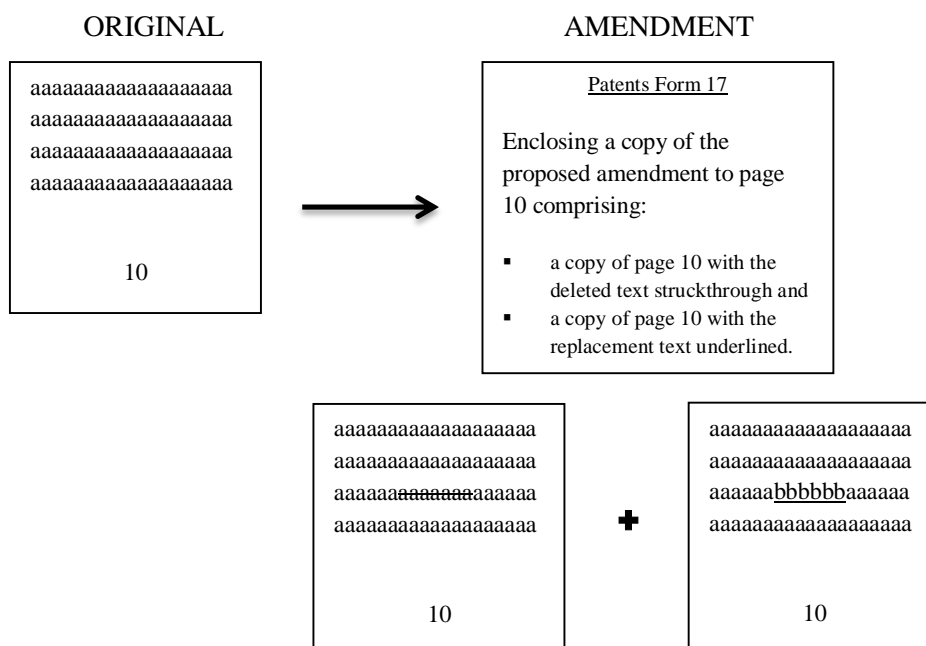 ORIGINAL
aaaaaaaaaaaaaaaaaaa
aaaaaaaaaaaaaaaaaaa
aaaaaaaaaaaaaaaaaaa
aaaaaaaaaaaaaaaaaaa
10
AMENDMENT
Patents Form 17
Enclosing a copy of the
proposed amendment to page
10 comprising:
▪ a copy of page 10 with the
deleted text struckthrough and
▪ a copy of page 10 with the
replacement text underlined.
aaaaaaaaaaaaaaaaaaa
aaaaaaaaaaaaaaaaaaa
aaaaaaaaaaaaaaaaaaa
aaaaaaaaaaaaaaaaaaa
10
aaaaaaaaaaaaaaaaaaa
aaaaaaaaaaaaaaaaaaa
aaaaaabbbbbbaaaaaa
aaaaaaaaaaaaaaaaaaa
10